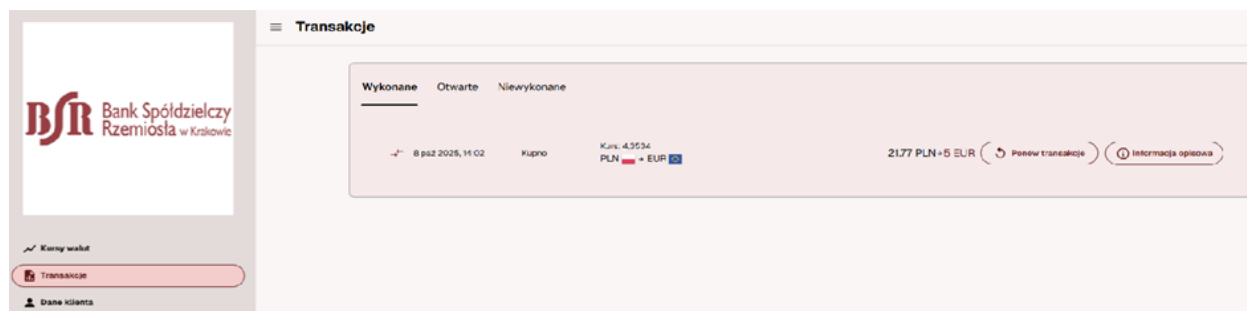 Transakcje
BSR Bank Spółdzielczy
Rzemiosła w Krakowie
Wykonane Otwarte Niewykonane
8 paź 2025, 14:02 Kupno Kurs: 4,3534 21.77 PLN→5 EUR Ponów transakcje Informacja opisowa
PLN → EUR
Kursy walut
Transakcje
Dane klienta